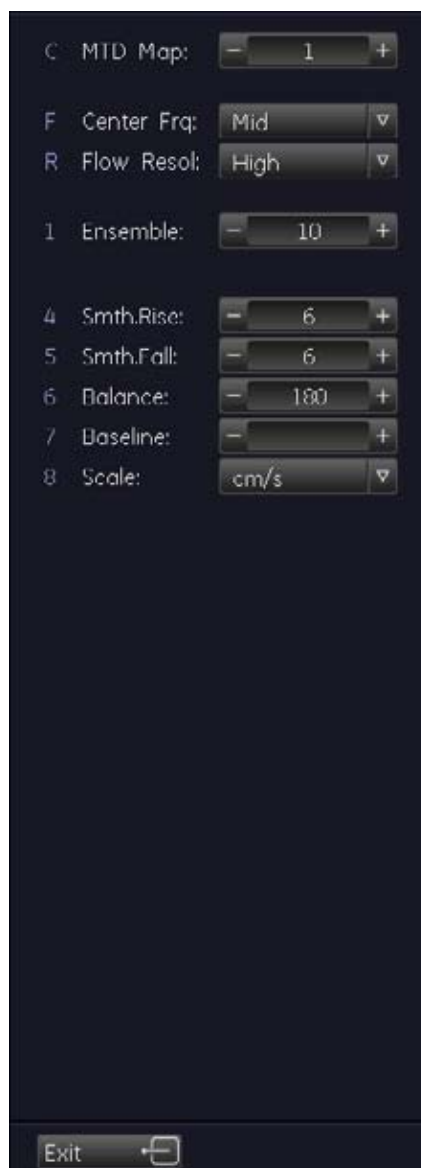 C MTD Map: − 1 +
F Center Frq: Mid
R Flow Resol: High
1 Ensemble: − 10 +
4 Smth.Rise: − 6 +
5 Smth.Fall: − 6 +
6 Balance: − 180 +
7 Baseline: − +
8 Scale: cm/s
Exit